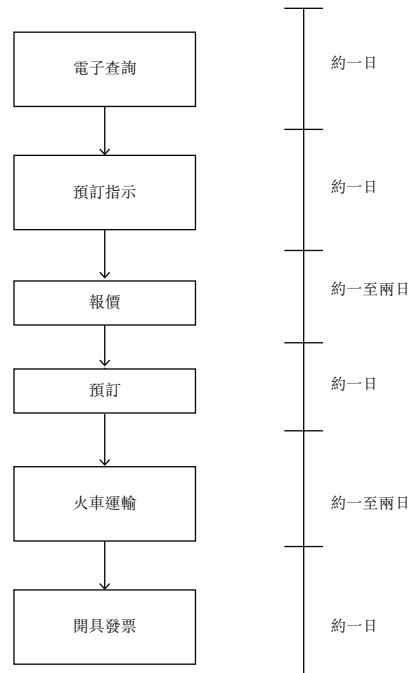 電子查詢
約一日
預訂指示
約一日
報價
約一至兩日
預訂
約一日
火車運輸
約一至兩日
開具發票
約一日